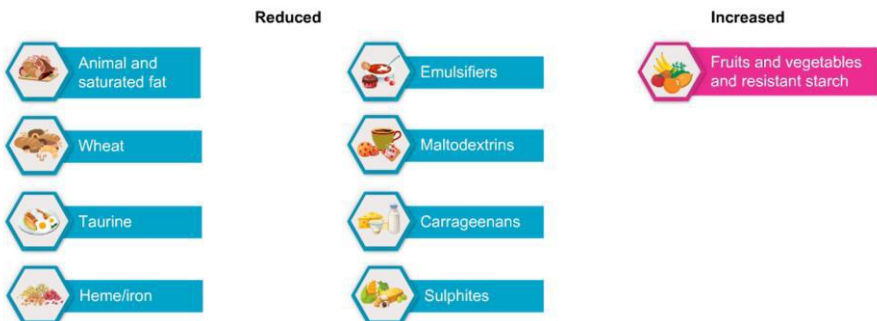 Reduced
Increased
Animal and
saturated fat
Emulsifiers
Fruits and vegetables
and resistant starch
Wheat
Maltodextrins
Taurine
Carrageenans
Heme/iron
Sulphites